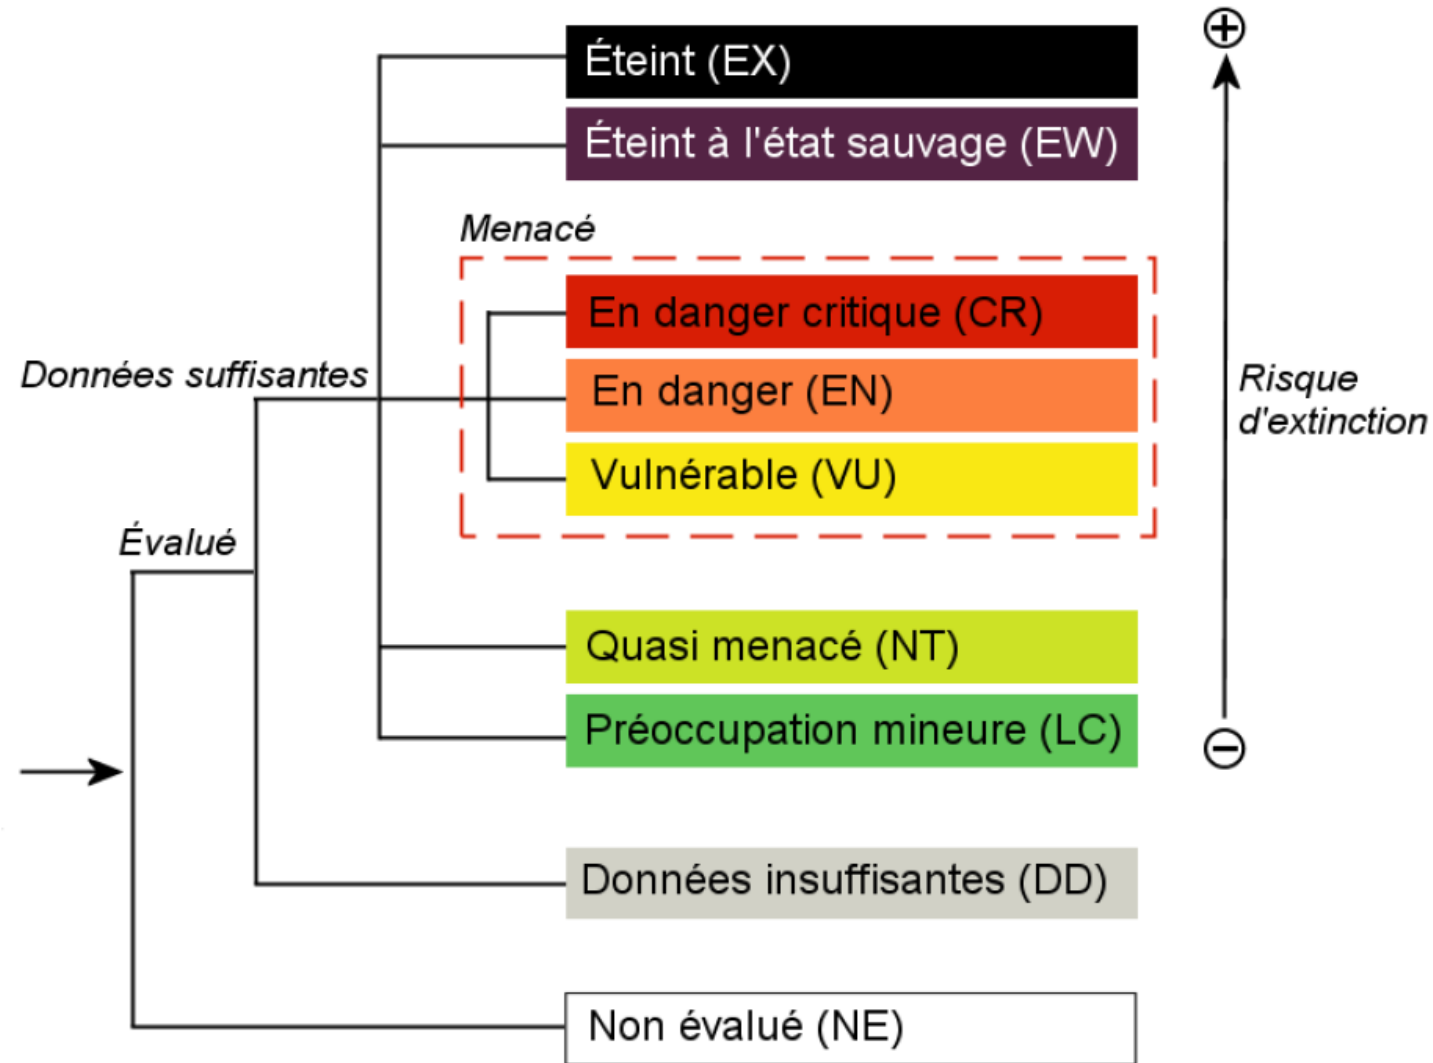 Éteint (EX)
Éteint à l'état sauvage (EW)
Menacé
En danger critique (CR)
Données suffisantes
En danger (EN)
Risque
d'extinction
Vulnérable (VU)
Évalué
Quasi menacé (NT)
Préoccupation mineure (LC)
Données insuffisantes (DD)
Non évalué (NE)